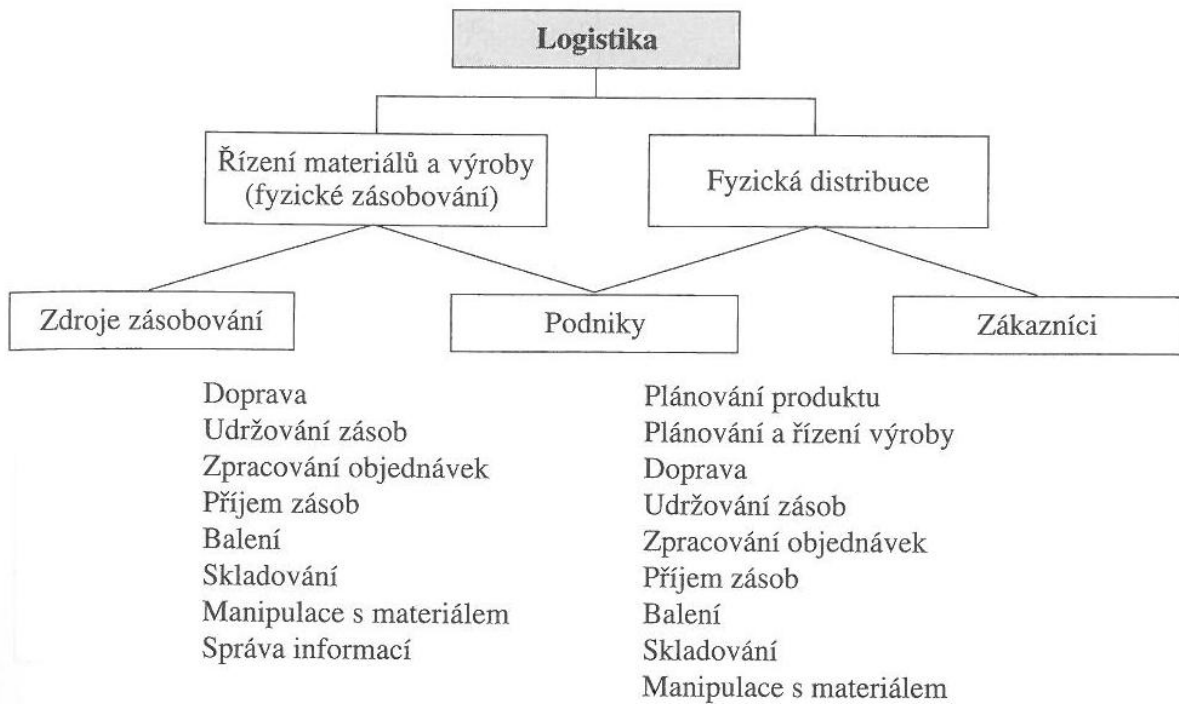 Logistika
Řízení materiálů a výroby
(fyzické zásobování)
Fyzická distribuce
Zdroje zásobování
Podniky
Zákazníci
Doprava
Udržování zásob
Zpracování objednávek
Příjem zásob
Balení
Skladování
Manipulace s materiálem
Správa informací
Plánování produktu
Plánování a řízení výroby
Doprava
Udržování zásob
Zpracování objednávek
Příjem zásob
Balení
Skladování
Manipulace s materiálem